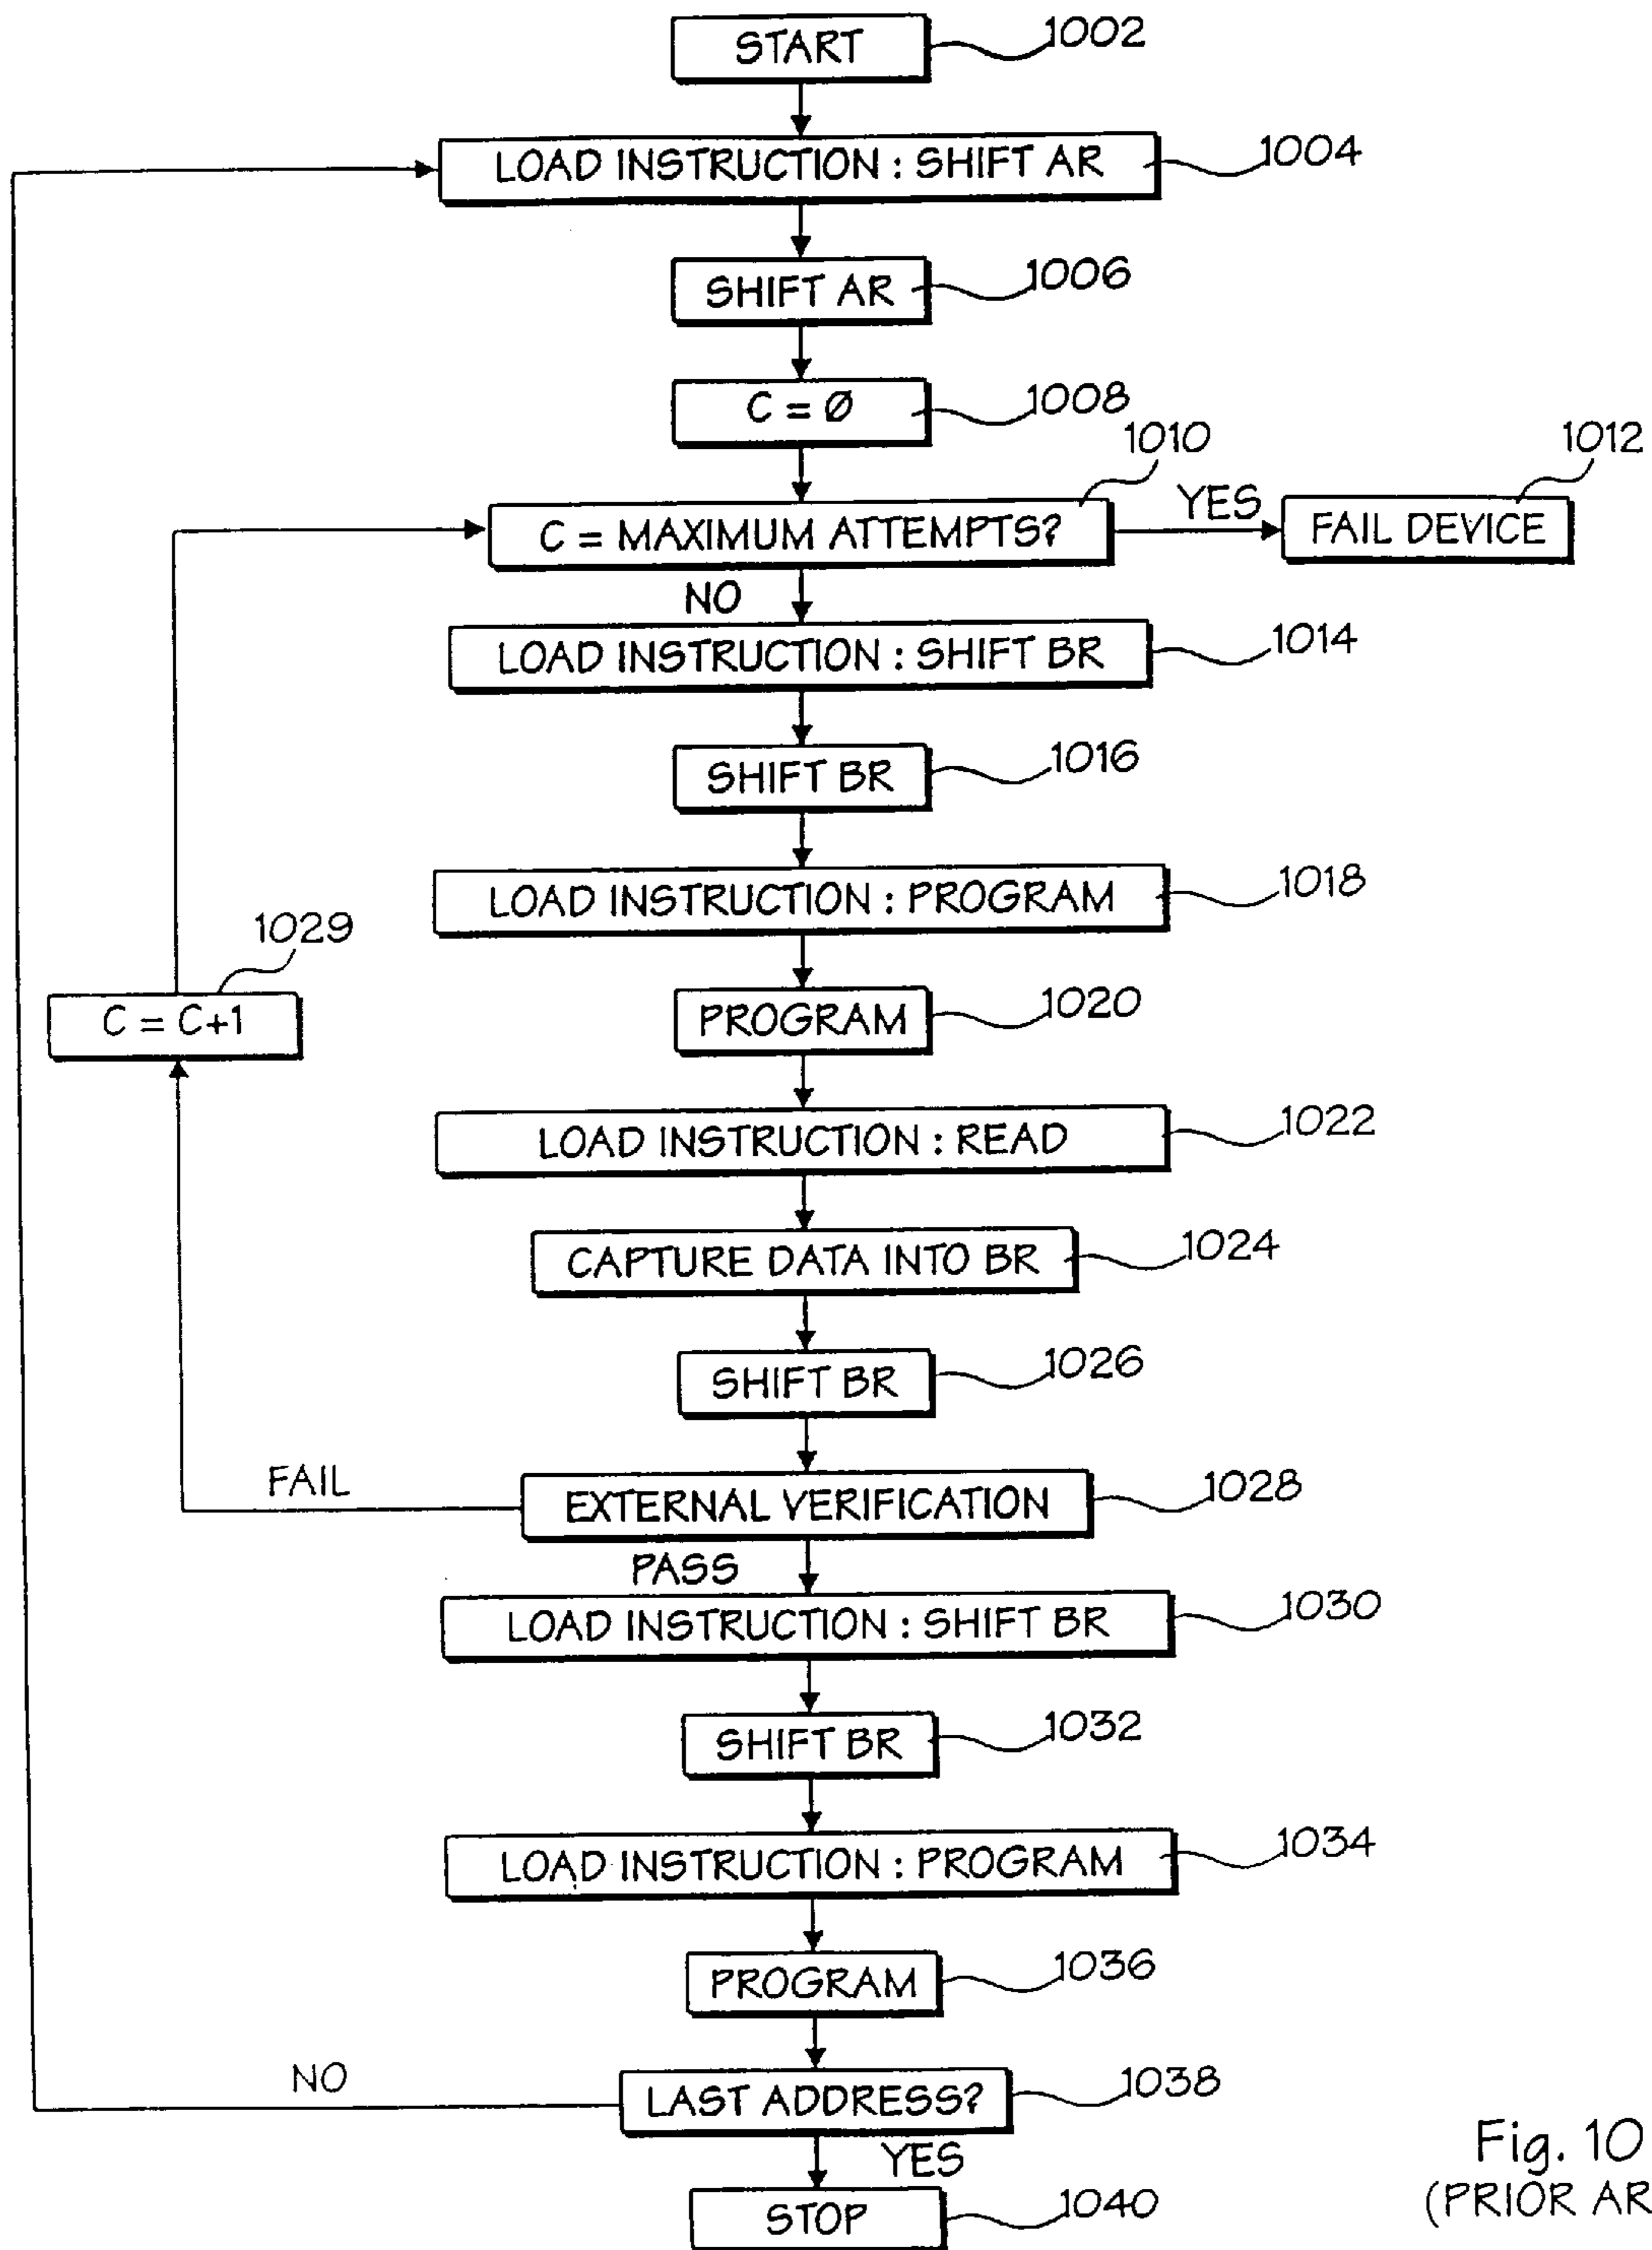 START
1002
LOAD INSTRUCTION : SHIFT AR
1004
SHIFT AR
1006
C = Ø
1008
C = MAXIMUM ATTEMPTS?
1010
YES
FAIL DEVICE
1012
NO
LOAD INSTRUCTION : SHIFT BR
1014
SHIFT BR
1016
LOAD INSTRUCTION : PROGRAM
1018
C = C+1
1029
PROGRAM
1020
LOAD INSTRUCTION : READ
1022
CAPTURE DATA INTO BR
1024
SHIFT BR
1026
FAIL
EXTERNAL VERIFICATION
1028
PASS
LOAD INSTRUCTION : SHIFT BR
1030
SHIFT BR
1032
LOAD INSTRUCTION : PROGRAM
1034
PROGRAM
1036
NO
LAST ADDRESS?
1038
YES
STOP
1040
Fig. 10
(PRIOR AR